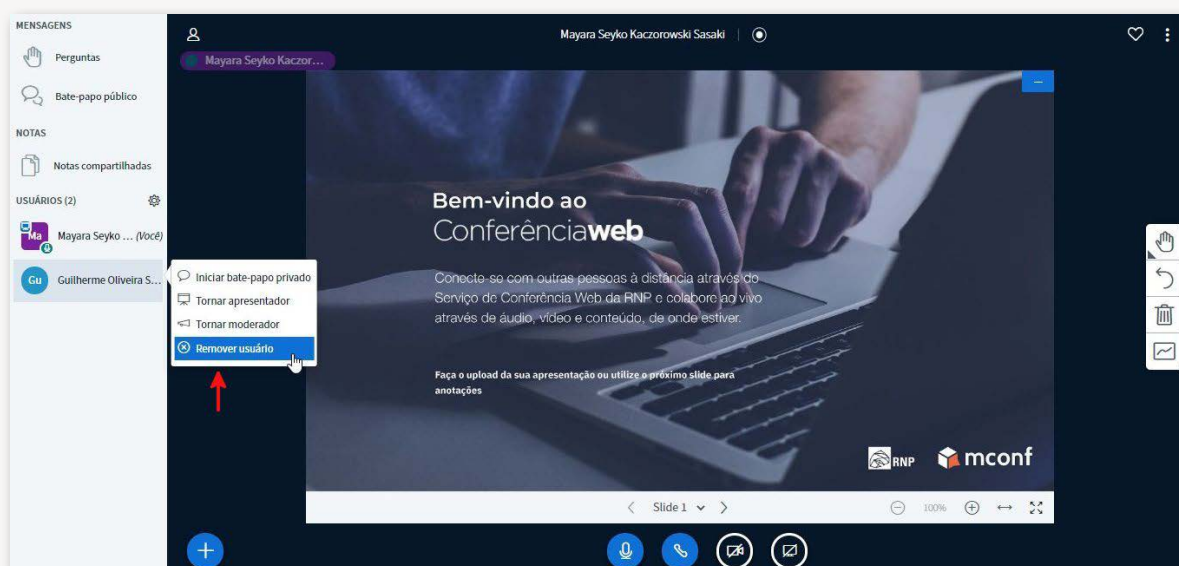 MENSAGENS
Perguntas
Bate-papo público
NOTAS
Notas compartilhadas
USUÁRIOS (2)
Ma
Mayara Seyko ... (Você)
Gu
Guilherme Oliveira S...
Mayara Seyko Kaczorowski Sasaki
Mayara Seyko Kaczor...
Iniciar bate-papo privado
Tornar apresentador
Tornar moderador
Remover usuário
Bem-vindo ao
Conferênciaweb
Conecte-se com outras pessoas à distância através do
Serviço de Conferência Web da RNP e colabore ao vivo
através de áudio, vídeo e conteúdo, de onde estiver.
Faça o upload da sua apresentação ou utilize o próximo slide para
anotações
RNP
mconf
Slide 1
100%